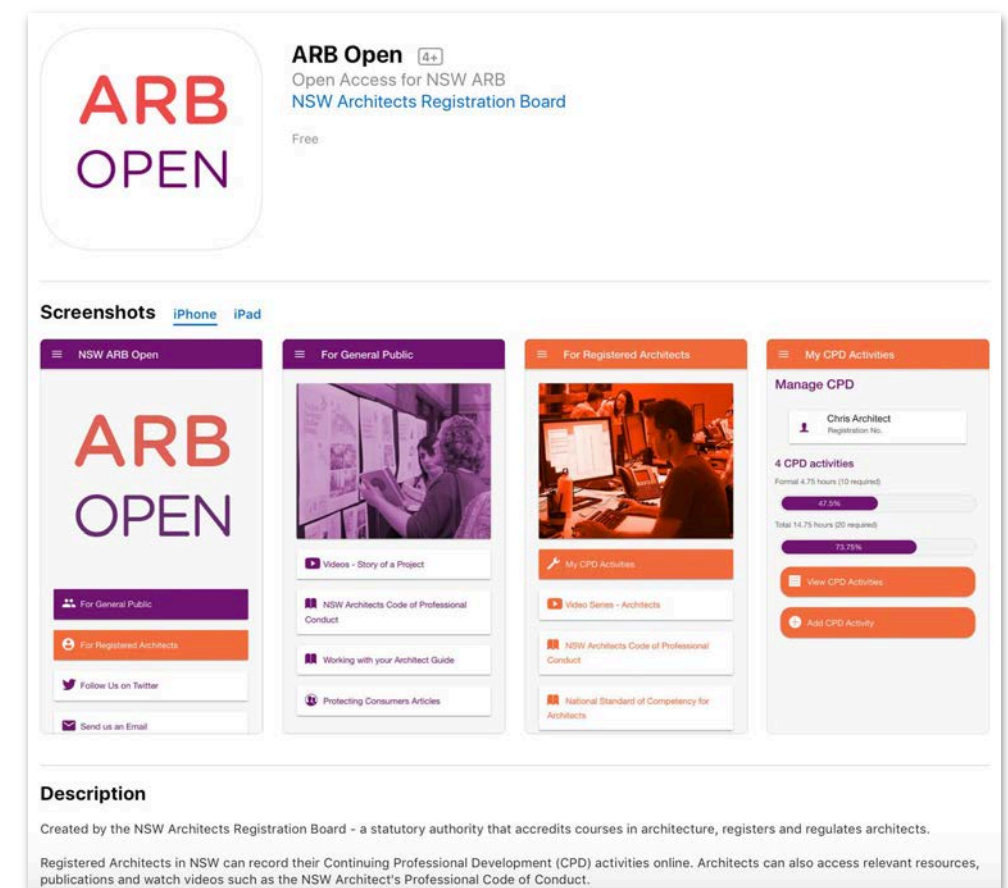 ARB
OPEN
ARB Open 4+
Open Access for NSW ARB
NSW Architects Registration Board
Free
Screenshots iPhone iPad
NSW ARB Open
ARB
OPEN
For General Public
For Registered Architects
Follow Us on Twitter
Send us an Email
For General Public
Videos - Story of a Project
NSW Architects Code of Professional
Conduct
Working with your Architect Guide
Protecting Consumers Articles
For Registered Architects
My CPD Activities
Video Series - Architects
NSW Architects Code of Professional
Conduct
National Standard of Competency for
Architects
My CPD Activities
Manage CPD
Chris Architect
Registration No.
4 CPD activities
Formal 4.75 hours (10 required)
47.5%
Total 14.75 hours (20 required)
73.75%
View CPD Activities
Add CPD Activity
Description
Created by the NSW Architects Registration Board - a statutory authority that accredits courses in architecture, registers and regulates architects.
Registered Architects in NSW can record their Continuing Professional Development (CPD) activities online. Architects can also access relevant resources,
publications and watch videos such as the NSW Architect's Professional Code of Conduct.